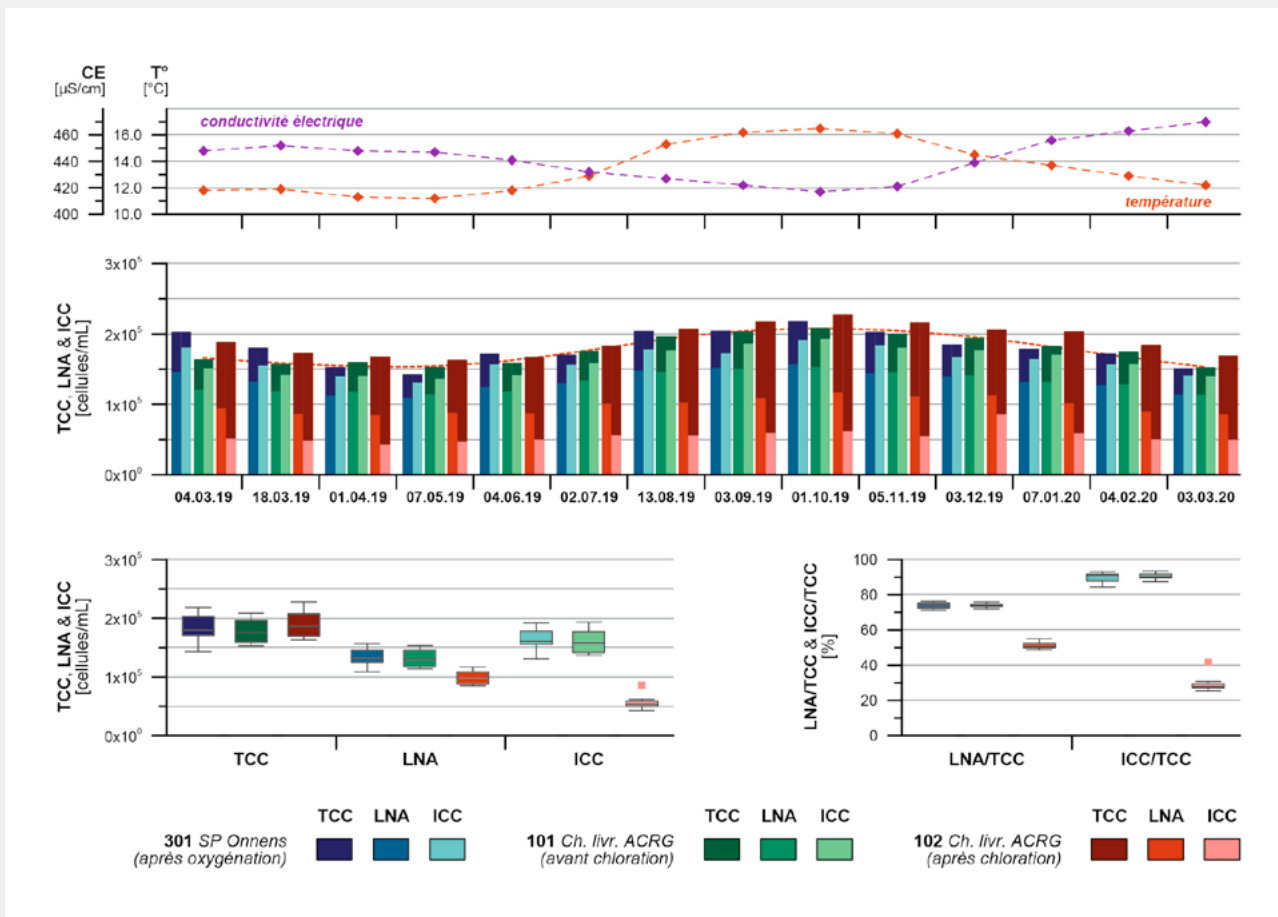 CE
[µS/cm]
T°
[°C]
conductivité électrique
460
440
420
400
16.0
14.0
12.0
10.0
température
TCC, LNA & ICC
[cellules/mL]
3x10⁵
2x10⁵
1x10⁵
0x10⁰
04.03.19 18.03.19 01.04.19 07.05.19 04.06.19 02.07.19 13.08.19 03.09.19 01.10.19 05.11.19 03.12.19 07.01.20 04.02.20 03.03.20
TCC, LNA & ICC
[cellules/mL]
3x10⁵
2x10⁵
1x10⁵
0x10⁰
TCC LNA ICC
LNA/TCC & ICC/TCC
[%]
100
80
60
40
20
0
LNA/TCC ICC/TCC
TCC LNA ICC
301 SP Onnens
(après oxygénation)
TCC LNA ICC
101 Ch. livr. ACRG
(avant chloration)
TCC LNA ICC
102 Ch. livr. ACRG
(après chloration)